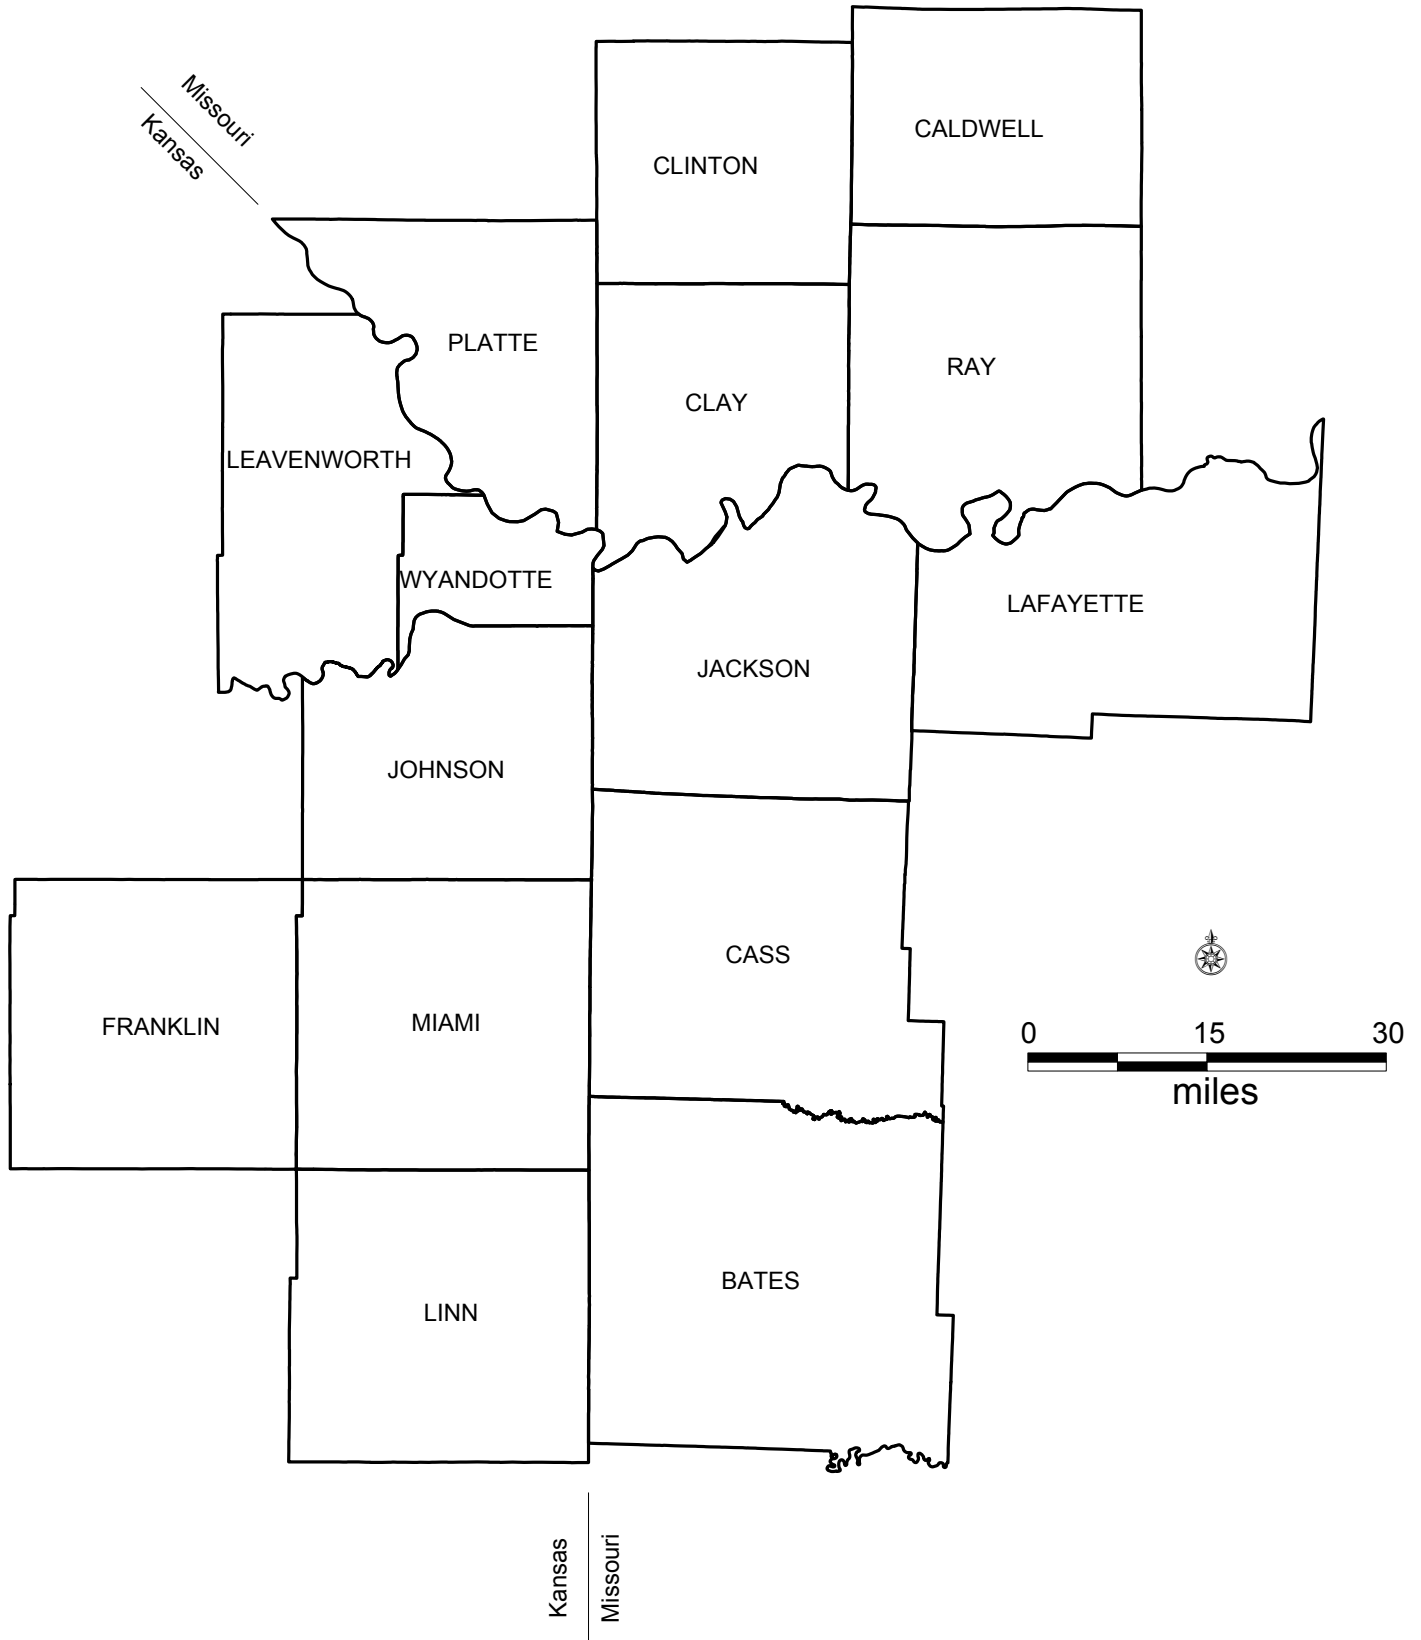 Missouri
Kansas
CALDWELL
CLINTON
PLATTE
RAY
CLAY
LEAVENWORTH
WYANDOTTE
LAFAYETTE
JACKSON
JOHNSON
CASS
FRANKLIN
MIAMI
0 15 30
miles
BATES
LINN
Kansas
Missouri